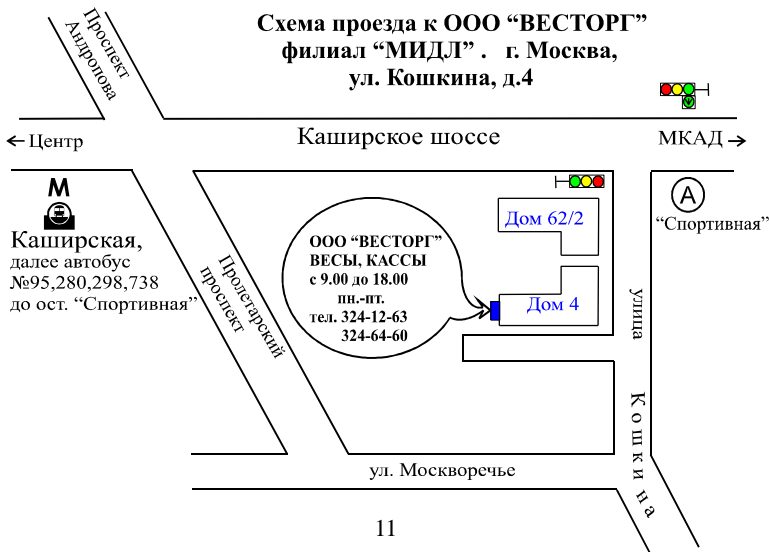 Схема проезда к ООО “ВЕСТОРГ”
филиал “МИДЛ” . г. Москва,
ул. Кошкина, д.4
Проспект
Андропова
← Центр
Каширское шоссе
МКАД →
М
Каширская,
далее автобус
№95,280,298,738
до ост. “Спортивная”
А
“Спортивная”
Дом 62/2
ООО “ВЕСТОРГ”
ВЕСЫ, КАССЫ
с 9.00 до 18.00
пн.-пт.
тел. 324-12-63
324-64-60
Дом 4
Пролетарский
проспект
улица Кошкина
ул. Москворечье
11